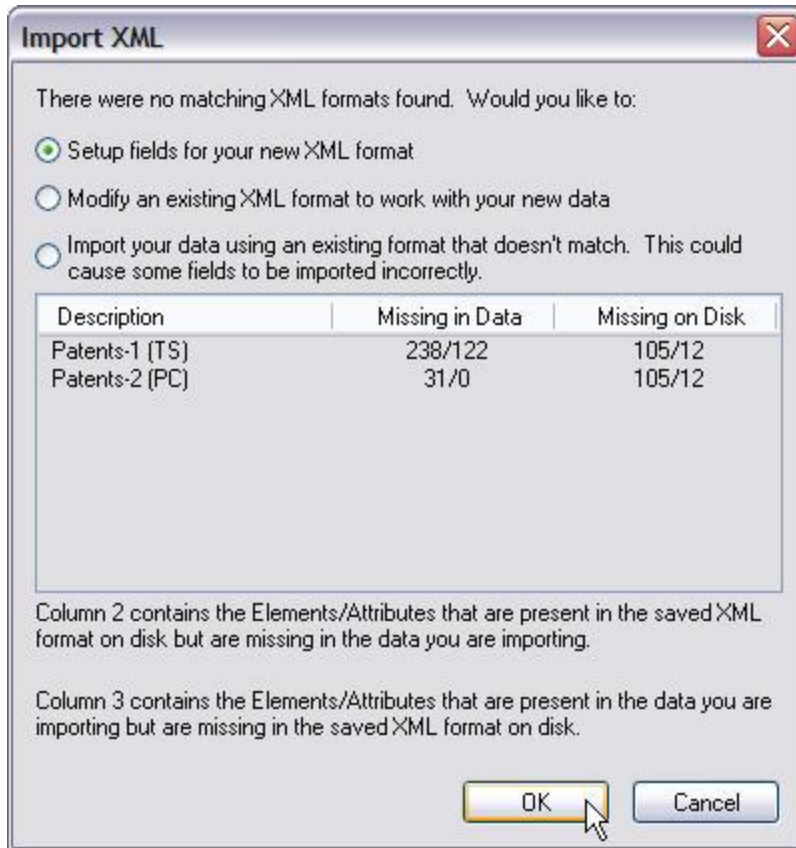 Import XML
There were no matching XML formats found.  Would you like to:
Setup fields for your new XML format
Modify an existing XML format to work with your new data
Import your data using an existing format that doesn't match.  This could
cause some fields to be imported incorrectly.
Description Missing in Data Missing on Disk
Patents-1 (TS) 238/122 105/12
Patents-2 (PC) 31/0 105/12
Column 2 contains the Elements/Attributes that are present in the saved XML
format on disk but are missing in the data you are importing.
Column 3 contains the Elements/Attributes that are present in the data you are
importing but are missing in the saved XML format on disk.
OK Cancel